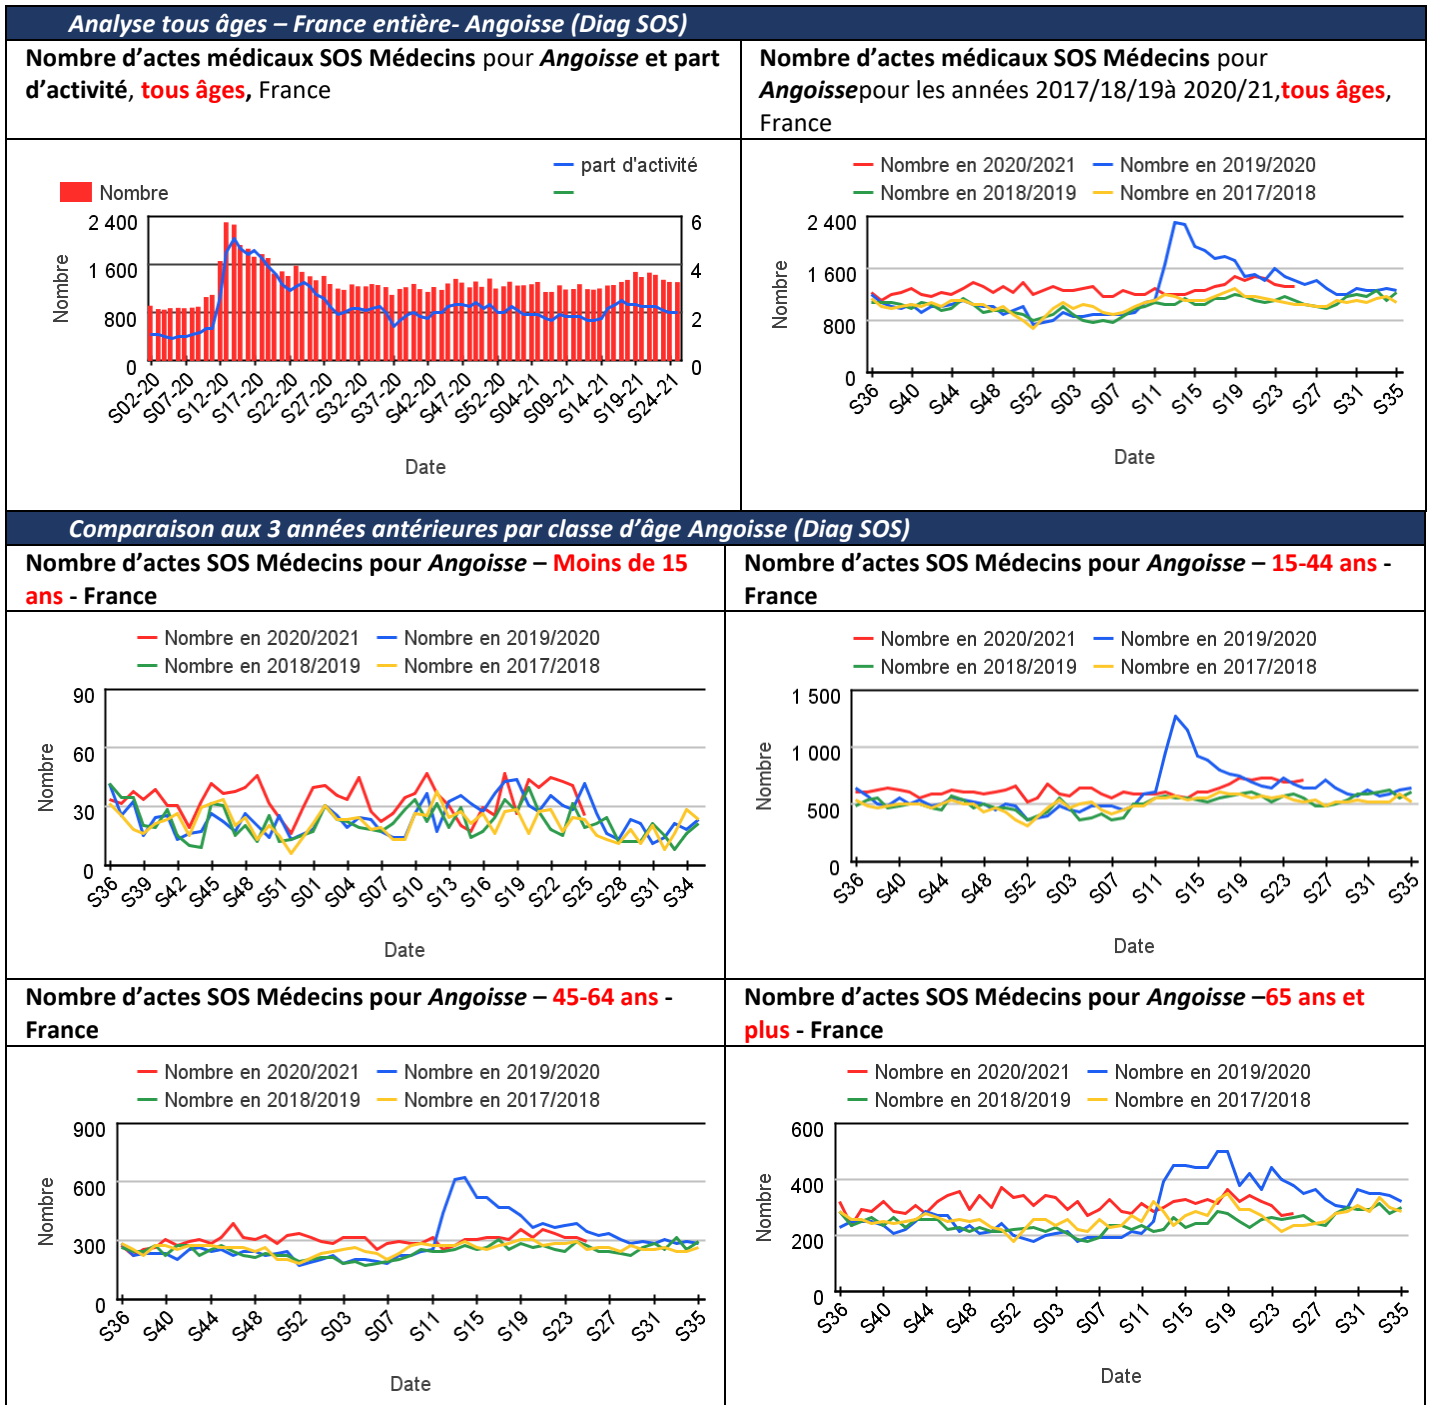 Analyse tous âges – France entière- Angoisse (Diag SOS)
Nombre d'actes médicaux SOS Médecins pour Angoisse et part
d'activité, tous âges, France
Nombre d'actes médicaux SOS Médecins pour
Angoissepour les années 2017/18/19à 2020/21,tous âges,
France
part d'activité
Nombre
2 400
1 600
800
0
6
4
2
0
Nombre
S02-20
S07-20
S12-20
S17-20
S22-20
S27-20
S32-20
S37-20
S42-20
S47-20
S52-20
S04-21
S09-21
S14-21
S19-21
S24-21
Date
Nombre en 2020/2021
Nombre en 2019/2020
Nombre en 2018/2019
Nombre en 2017/2018
2 400
1 600
800
0
Nombre
S36
S40
S44
S48
S52
S03
S07
S11
S15
S19
S23
S27
S31
S35
Date
Comparaison aux 3 années antérieures par classe d'âge Angoisse (Diag SOS)
Nombre d'actes SOS Médecins pour Angoisse – Moins de 15
ans - France
Nombre d'actes SOS Médecins pour Angoisse – 15-44 ans -
France
Nombre en 2020/2021
Nombre en 2019/2020
Nombre en 2018/2019
Nombre en 2017/2018
90
60
30
0
Nombre
S36
S39
S42
S45
S48
S51
S01
S04
S07
S10
S13
S16
S19
S22
S25
S28
S31
S34
Date
Nombre en 2020/2021
Nombre en 2019/2020
Nombre en 2018/2019
Nombre en 2017/2018
1 500
1 000
500
0
Nombre
S36
S40
S44
S48
S52
S03
S07
S11
S15
S19
S23
S27
S31
S35
Date
Nombre d'actes SOS Médecins pour Angoisse – 45-64 ans -
France
Nombre d'actes SOS Médecins pour Angoisse –65 ans et
plus - France
Nombre en 2020/2021
Nombre en 2019/2020
Nombre en 2018/2019
Nombre en 2017/2018
900
600
300
0
Nombre
S36
S40
S44
S48
S52
S03
S07
S11
S15
S19
S23
S27
S31
S35
Date
Nombre en 2020/2021
Nombre en 2019/2020
Nombre en 2018/2019
Nombre en 2017/2018
600
400
200
0
Nombre
S36
S40
S44
S48
S52
S03
S07
S11
S15
S19
S23
S27
S31
S35
Date